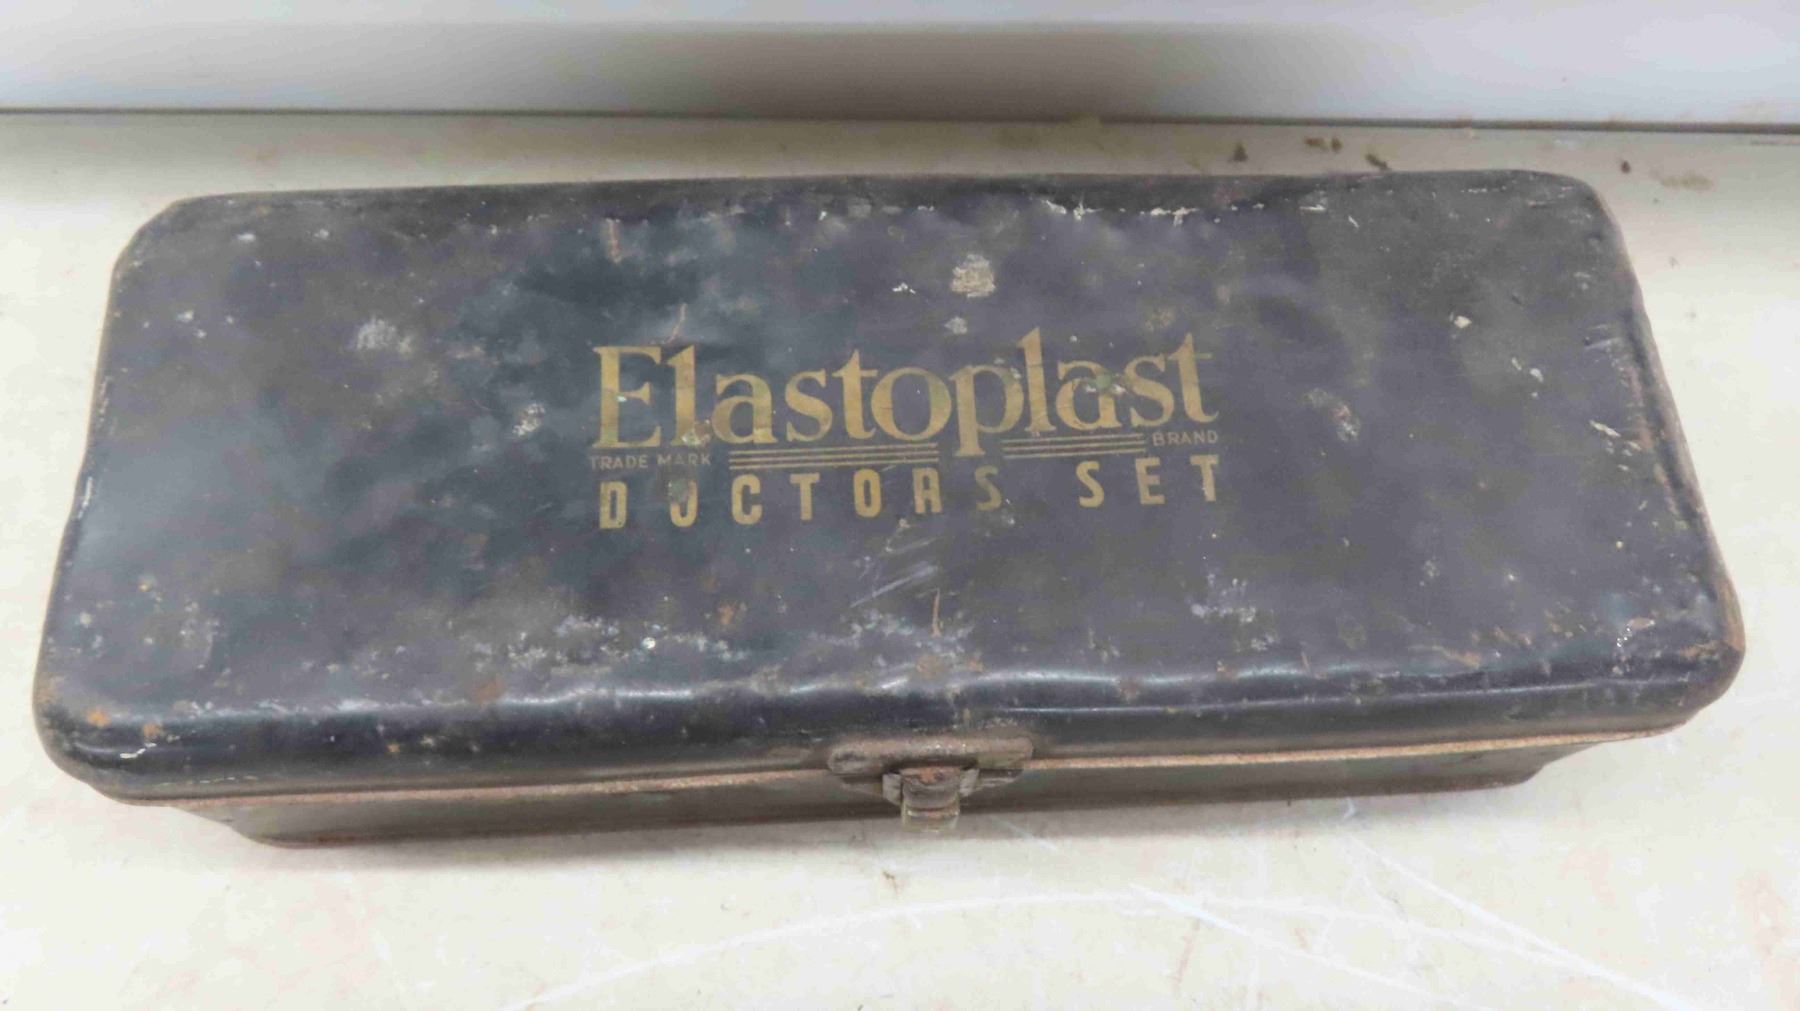 Elastoplast
TRADE MARK BRAND
DOCTORS SET